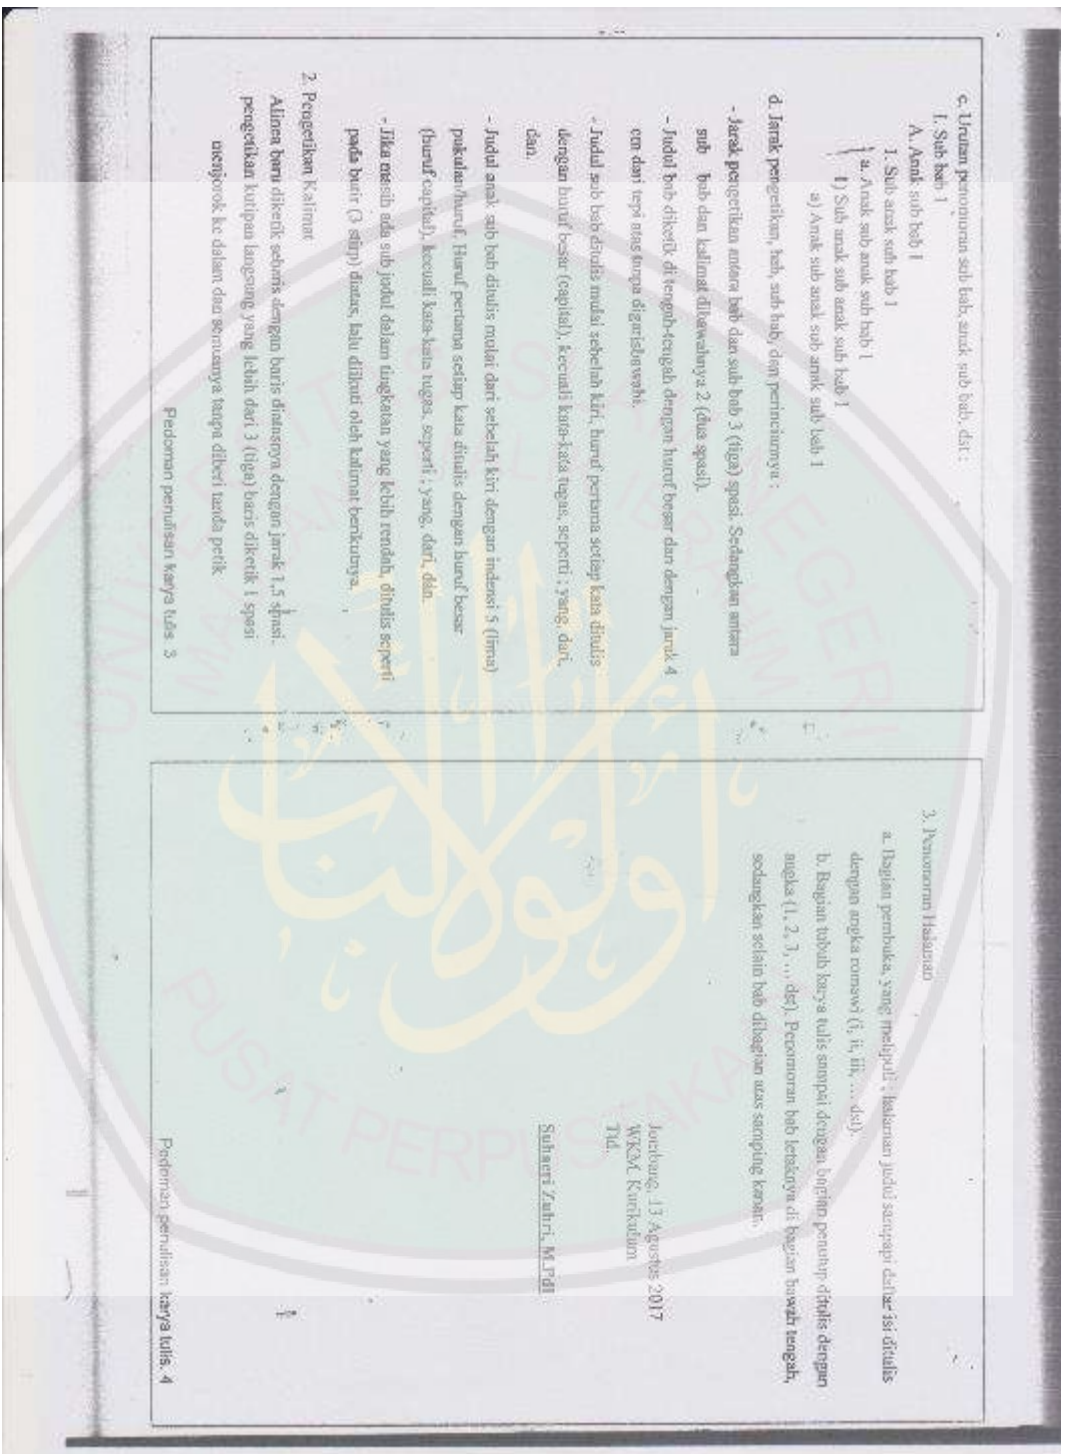 c. Urutan penomoran sub bab, anak sub bab, dst :
I. Sub bab 1
A. Anak sub bab 1
1. Sub anak sub bab 1
a. Anak sub anak sub bab 1
1) Sub anak sub anak sub bab 1
a) Anak sub anak sub anak sub bab 1
d. Jarak pengetikan, bab, sub bab, dan perinciannya :
- Jarak pengetikan antara bab dan sub bab 3 (tiga) spasi. Sedangkan antara
sub bab dan kalimat dibawahnya 2 (dua spasi).
- Judul bab diketik di tengah-tengah dengan huruf besar dan dengan jarak 4
cm dari tepi atas tanpa digarisbawahi.
- Judul sub bab ditulis mulai sebelah kiri, huruf pertama setiap kata ditulis
dengan huruf besar (capital), kecuali kata-kata tugas, seperti ; yang, dari,
dan.
- Judul anak sub bab ditulis mulai dari sebelah kiri dengan indensi 5 (lima)
pukulan/huruf. Huruf pertama setiap kata ditulis dengan huruf besar
(huruf capital), kecuali kata-kata tugas, seperti ; yang, dari, dan.
- Jika masih ada sub judul dalam tingkatan yang lebih rendah, ditulis seperti
pada butir (3 strip) diatas, lalu diikuti oleh kalimat berikutnya.
2. Pengetikan Kalimat
Alinea baru diketik sebaris dengan baris diatasnya dengan jarak 1,5 spasi.
pengetikan kutipan langsung yang lebih dari 3 (tiga) baris diketik 1 spasi
menjorok ke dalam dan semuanya tanpa diberi tanda petik
Pedoman penulisan karya tulis. 3
3. Penomoran Halaman
a. Bagian pembuka, yang meliputi ; halaman judul sampapi daftar isi ditulis
dengan angka romawi (i, ii, iii, ... dst).
b. Bagian tubuh karya tulis sampai dengan bagian penutup ditulis dengan
angka (1, 2, 3, ... dst). Penomoran bab letaknya di bagian bawah tengah,
sedangkan selain bab dibagian atas samping kanan.
Jombang, 13 Agustus 2017
WKM. Kurikulum
Ttd.
Suhaeri Zuhri, M.PdI
Pedoman penulisan karya tulis. 4
PUSAT PERPUSTAKAAN